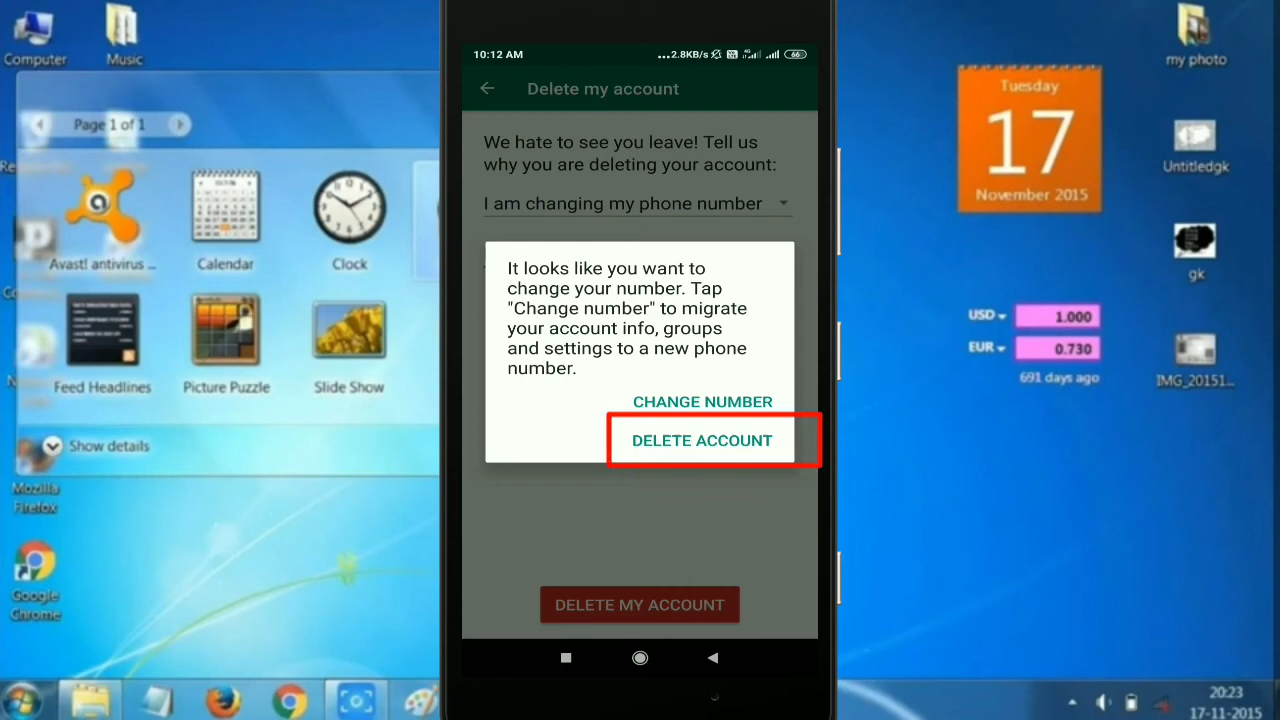 Computer
Music
Page 1 of 1
Avast! antivirus ...
Calendar
Clock
Feed Headlines
Picture Puzzle
Slide Show
Show details
Mozilla
Firefox
Google
Chrome
10:12 AM
...2.8KB/s
4G
66
Delete my account
We hate to see you leave! Tell us
why you are deleting your account:
I am changing my phone number
It looks like you want to
change your number. Tap
"Change number" to migrate
your account info, groups
and settings to a new phone
number.
CHANGE NUMBER
DELETE ACCOUNT
DELETE MY ACCOUNT
Tuesday
17
November 2015
my photo
Untitledgk
gk
USD
1.000
EUR
0.730
691 days ago
IMG_20151...
20:23
17-11-2015